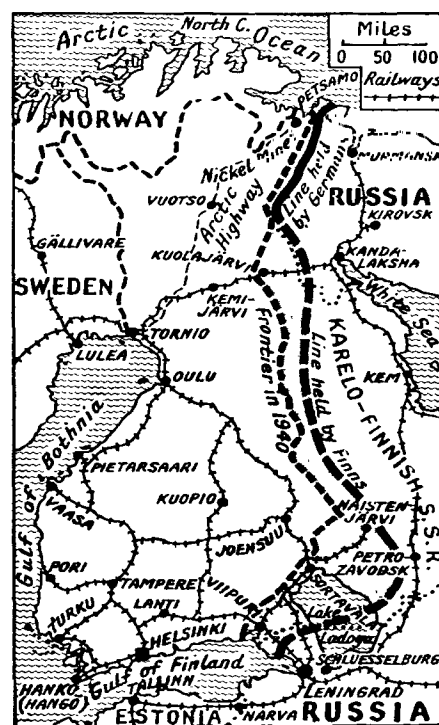 Arctic Ocean
North C.
Miles
0 50 100
Railways
PETSAMO
NORWAY
Nickel Mine
MURMANSK
Arctic Highway
Line held by Germans
RUSSIA
VUOTSO
KIROVSK
GÄLLIVARE
KUOLAJÄRVI
KANDALAKSHA
SWEDEN
KEMIJÄRVI
White Sea
TORNIO
LULEA
Frontier in 1940
Line held by Finns
KARELO-FINNISH S.S.R.
KEM
OULU
Gulf of Bothnia
PIETARSAARI
VAASA
KUOPIO
NAISTENJÄRVI
JOENSUU
PETROZAVODSK
PORI
TAMPERE
VIIPURI
SORTAVALA
LAHTI
TURKU
Lake Ladoga
HELSINKI
Gulf of Finland
SCHLUESSELBURG
HANKO
(HANGO)
TALLINN
LENINGRAD
ESTONIA
NARVA
RUSSIA